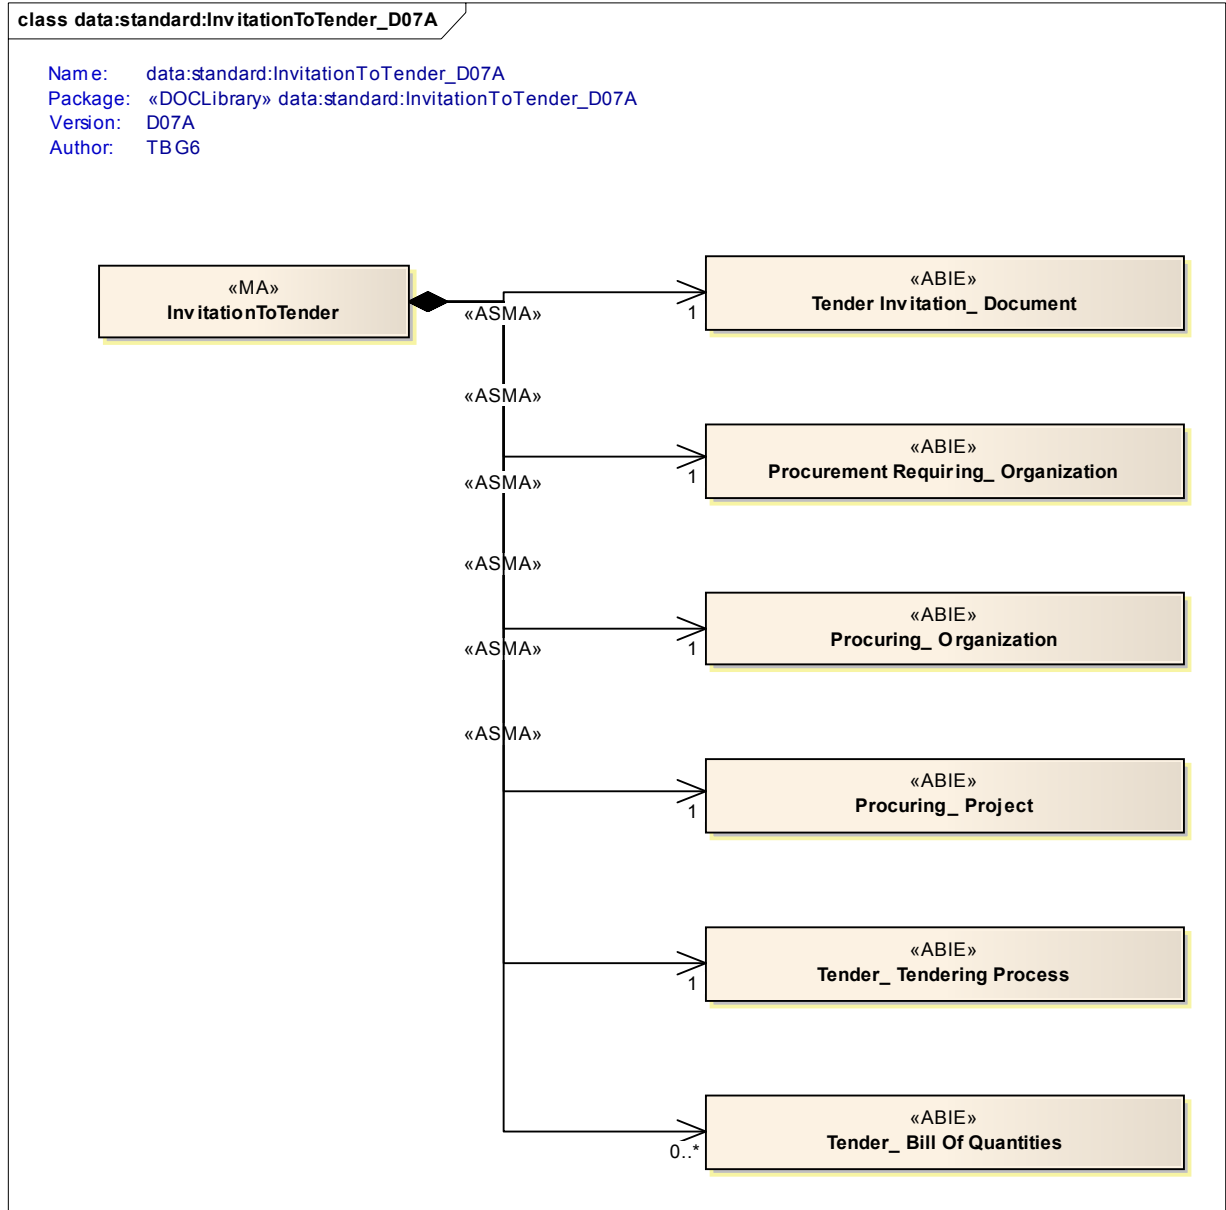 class data:standard:InvitationToTender_D07A
Name: data:standard:InvitationToTender_D07A
Package: «DOCLibrary» data:standard:InvitationToTender_D07A
Version: D07A
Author: TBG6
«MA»
InvitationToTender
«ABIE»
Tender Invitation_ Document
«ASMA»
1
«ASMA»
«ABIE»
Procurement Requiring_ Organization
1
«ASMA»
«ASMA»
«ABIE»
Procuring_ Organization
1
«ASMA»
«ASMA»
«ABIE»
Procuring_ Project
1
«ABIE»
Tender_ Tendering Process
1
«ABIE»
Tender_ Bill Of Quantities
0..*